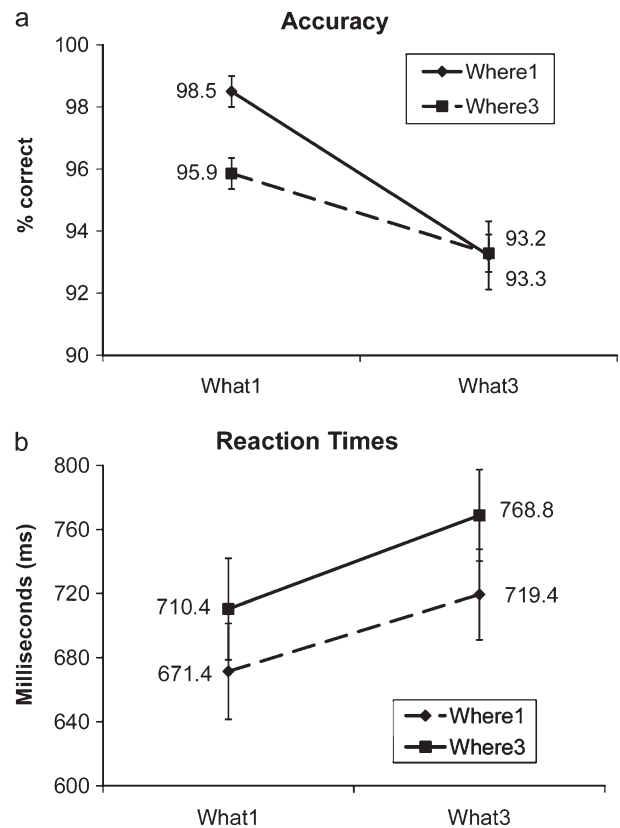 a
Accuracy
100
98
96
94
92
90
% correct
98.5
95.9
93.2
93.3
Where1
Where3
What1
What3
b
Reaction Times
800
760
720
680
640
600
Milliseconds (ms)
710.4
671.4
768.8
719.4
Where1
Where3
What1
What3